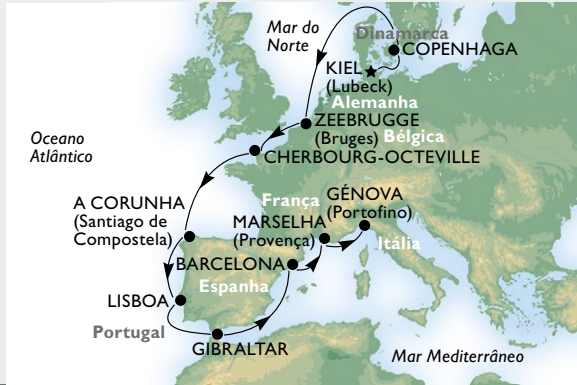 Mar do
Norte
Dinamarca
COPENHAGA
KIEL
(Lubeck)
Alemanha
ZEEBRUGGE
(Bruges)
Bélgica
CHERBOURG-OCTEVILLE
Oceano
Atlântico
A CORUNHA
(Santiago de
Compostela)
França
GÉNOVA
(Portofino)
MARSELHA
(Provença)
Itália
BARCELONA
Espanha
LISBOA
Portugal
GIBRALTAR
Mar Mediterrâneo